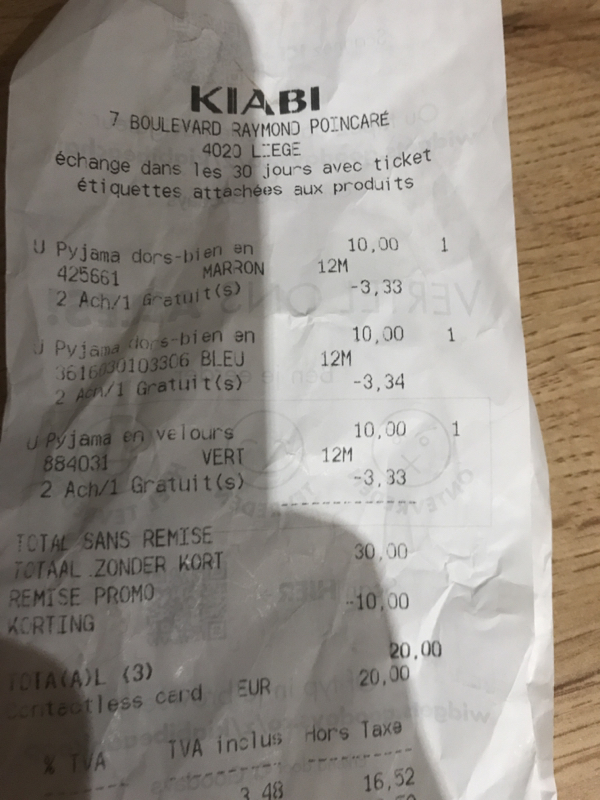 KIABI
7 BOULEVARD RAYMOND POINCARÉ
4020 LIEGE
échange dans les 30 jours avec ticket
étiquettes attachées aux produits
U Pyjama dors-bien en 10,00 1
425661 MARRON 12M
2 Ach/1 Gratuit(s) -3,33
U Pyjama dors-bien en 10,00 1
3616030103306 BLEU 12M
2 Ach/1 Gratuit(s) -3,34
U Pyjama en velours 10,00 1
884031 VERT 12M
2 Ach/1 Gratuit(s) -3,33
TOTAL SANS REMISE
TOTAAL ZONDER KORT 30,00
REMISE PROMO
KORTING -10,00
TOTA(A)L (3) 20,00
Contactless card EUR 20,00
% TVA TVA inclus Hors Taxe
3,48 16,52